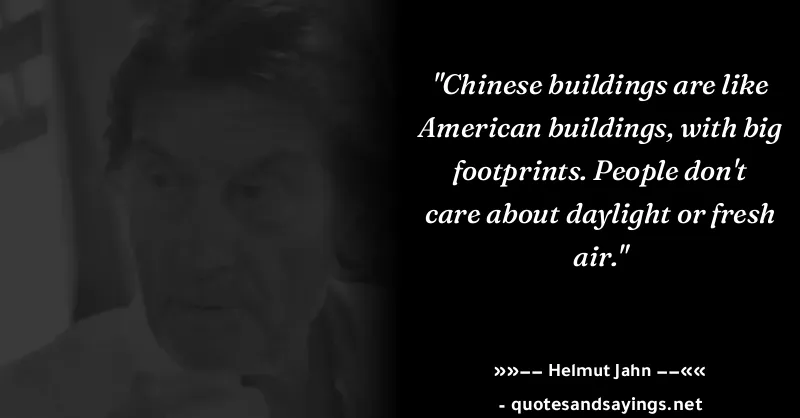 "Chinese buildings are like
American buildings, with big
footprints. People don't
care about daylight or fresh
air."
»»−− Helmut Jahn −−««
- quotesandsayings.net